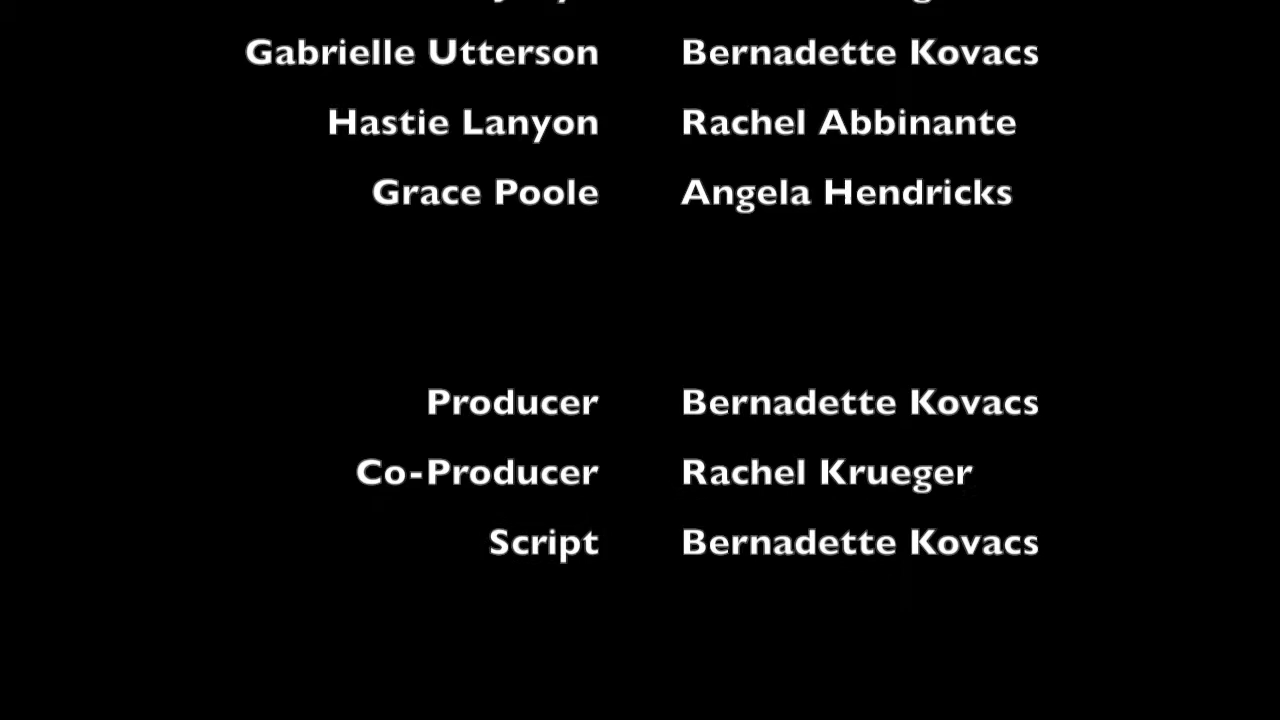 Gabrielle Utterson Bernadette Kovacs
Hastie Lanyon Rachel Abbinante
Grace Poole Angela Hendricks
Producer Bernadette Kovacs
Co-Producer Rachel Krueger
Script Bernadette Kovacs